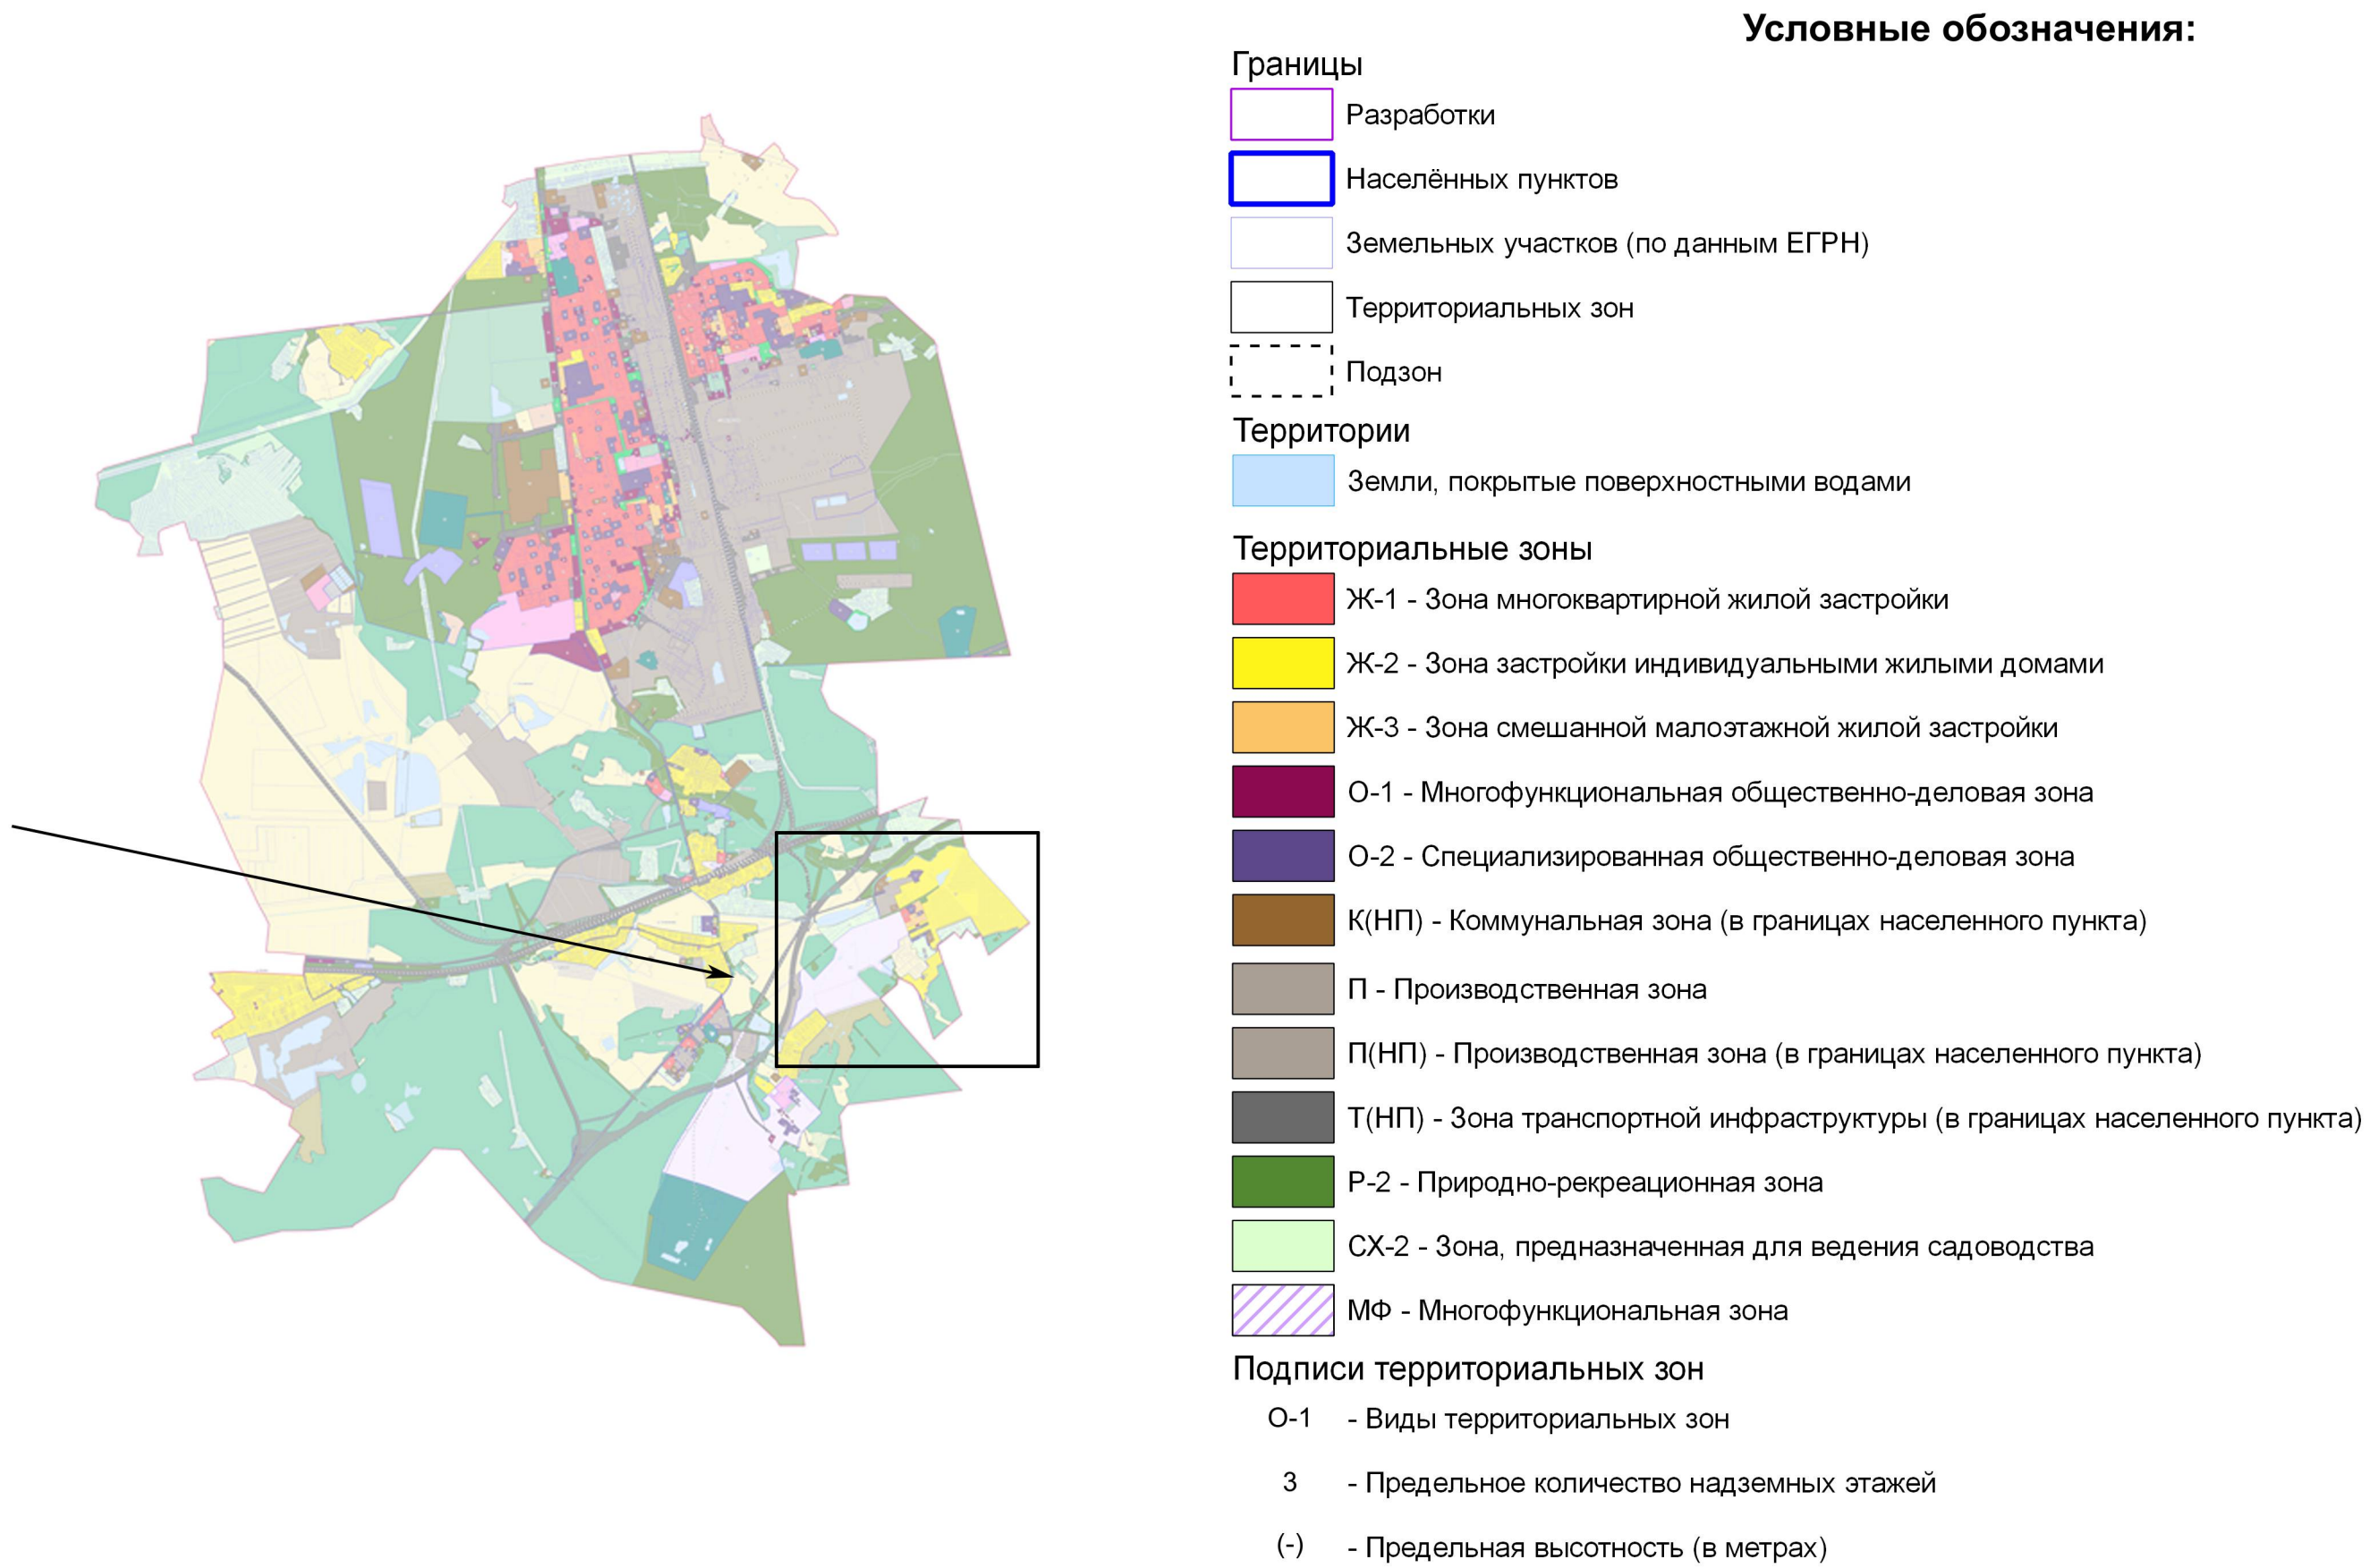 Условные обозначения:
Границы
Разработки
Населённых пунктов
Земельных участков (по данным ЕГРН)
Территориальных зон
Подзон
Территории
Земли, покрытые поверхностными водами
Территориальные зоны
Ж-1 - Зона многоквартирной жилой застройки
Ж-2 - Зона застройки индивидуальными жилыми домами
Ж-3 - Зона смешанной малоэтажной жилой застройки
О-1 - Многофункциональная общественно-деловая зона
О-2 - Специализированная общественно-деловая зона
К(НП) - Коммунальная зона (в границах населенного пункта)
П - Производственная зона
П(НП) - Производственная зона (в границах населенного пункта)
Т(НП) - Зона транспортной инфраструктуры (в границах населенного пункта)
Р-2 - Природно-рекреационная зона
СХ-2 - Зона, предназначенная для ведения садоводства
МФ - Многофункциональная зона
Подписи территориальных зон
О-1 - Виды территориальных зон
3 - Предельное количество надземных этажей
(-) - Предельная высотность (в метрах)